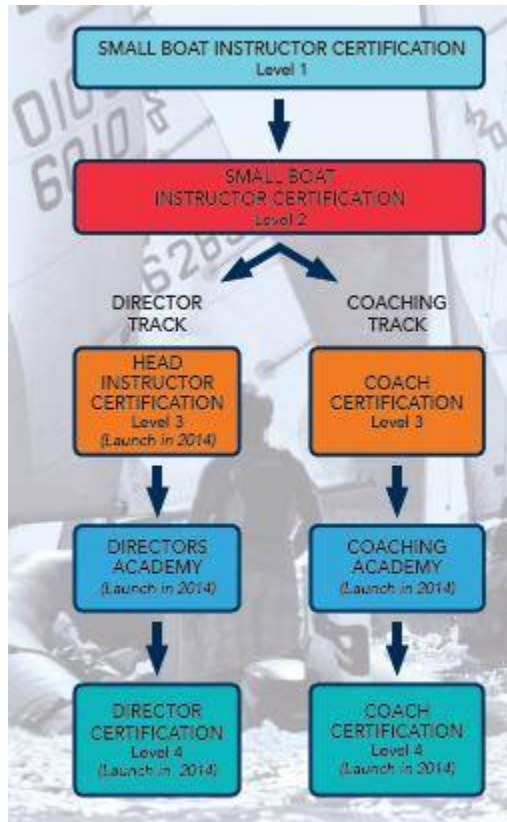 SMALL BOAT INSTRUCTOR CERTIFICATION
Level 1
SMALL BOAT
INSTRUCTOR CERTIFICATION
Level 2
DIRECTOR
TRACK
COACHING
TRACK
HEAD
INSTRUCTOR
CERTIFICATION
Level 3
(Launch in 2014)
COACH
CERTIFICATION
Level 3
DIRECTORS
ACADEMY
(Launch in 2014)
COACHING
ACADEMY
(Launch in 2014)
DIRECTOR
CERTIFICATION
Level 4
(Launch in 2014)
COACH
CERTIFICATION
Level 4
(Launch in 2014)
6010